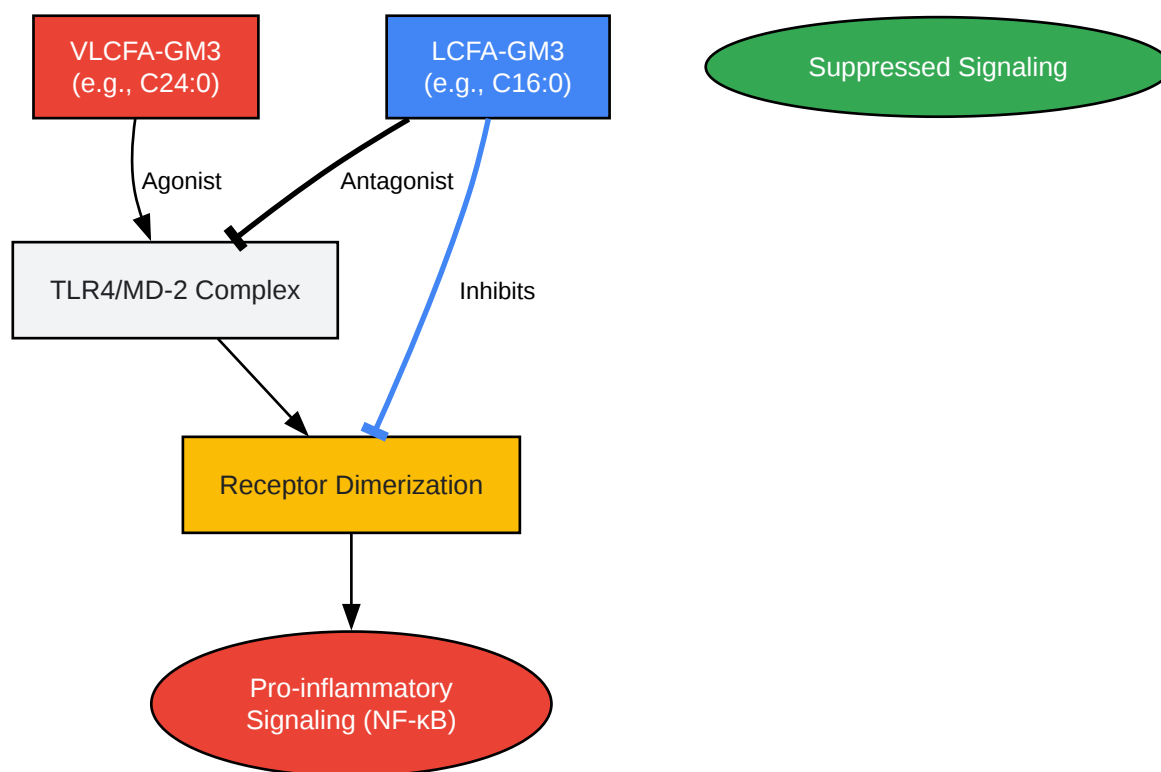 VLCFA-GM3
(e.g., C24:0)
LCFA-GM3
(e.g., C16:0)
Suppressed Signaling
Agonist
Antagonist
TLR4/MD-2 Complex
Inhibits
Receptor Dimerization
Pro-inflammatory
Signaling (NF-κB)